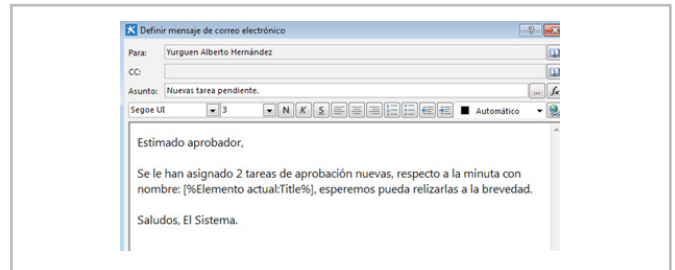 Definir mensaje de correo electrónico
Para: Yurguen Alberto Hernández
CC:
Asunto: Nuevas tarea pendiente. ... fx
Segoe UI 3 N K S Automático
Estimado aprobador,
Se le han asignado 2 tareas de aprobación nuevas, respecto a la minuta con
nombre: [%Elemento actual:Title%], esperemos pueda relizarlas a la brevedad.
Saludos, El Sistema.